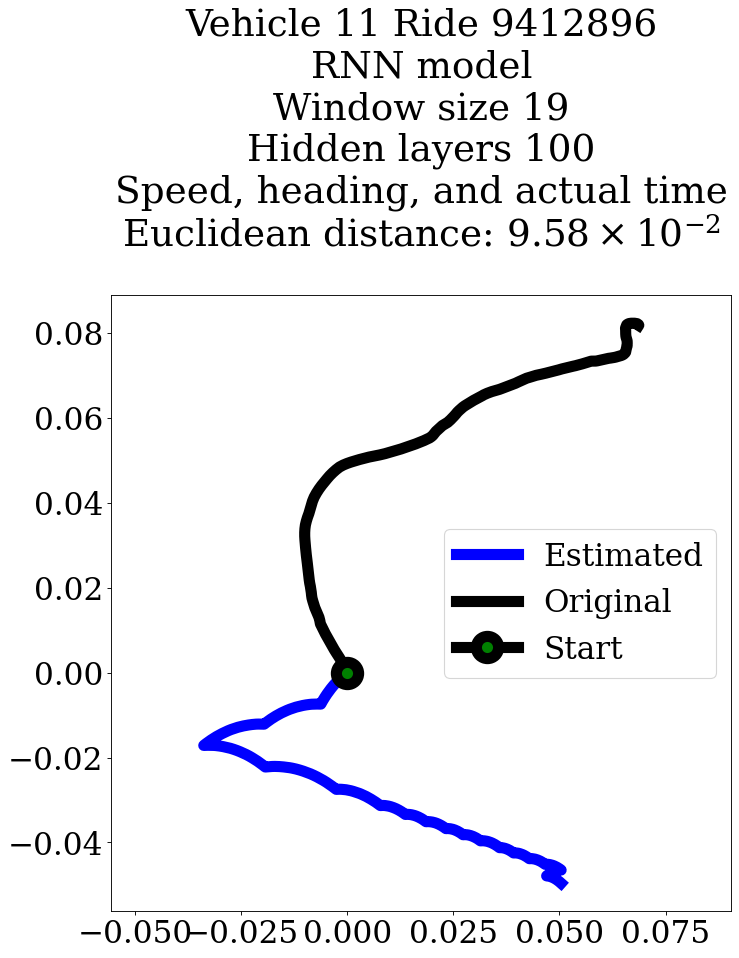 Vehicle 11 Ride 9412896
RNN model
Window size 19
Hidden layers 100
Speed, heading, and actual time
Euclidean distance: 9.58 × 10⁻²
0.08
0.06
0.04
0.02
0.00
−0.02
−0.04
Estimated
Original
Start
−0.050 −0.025 0.000 0.025 0.050 0.075